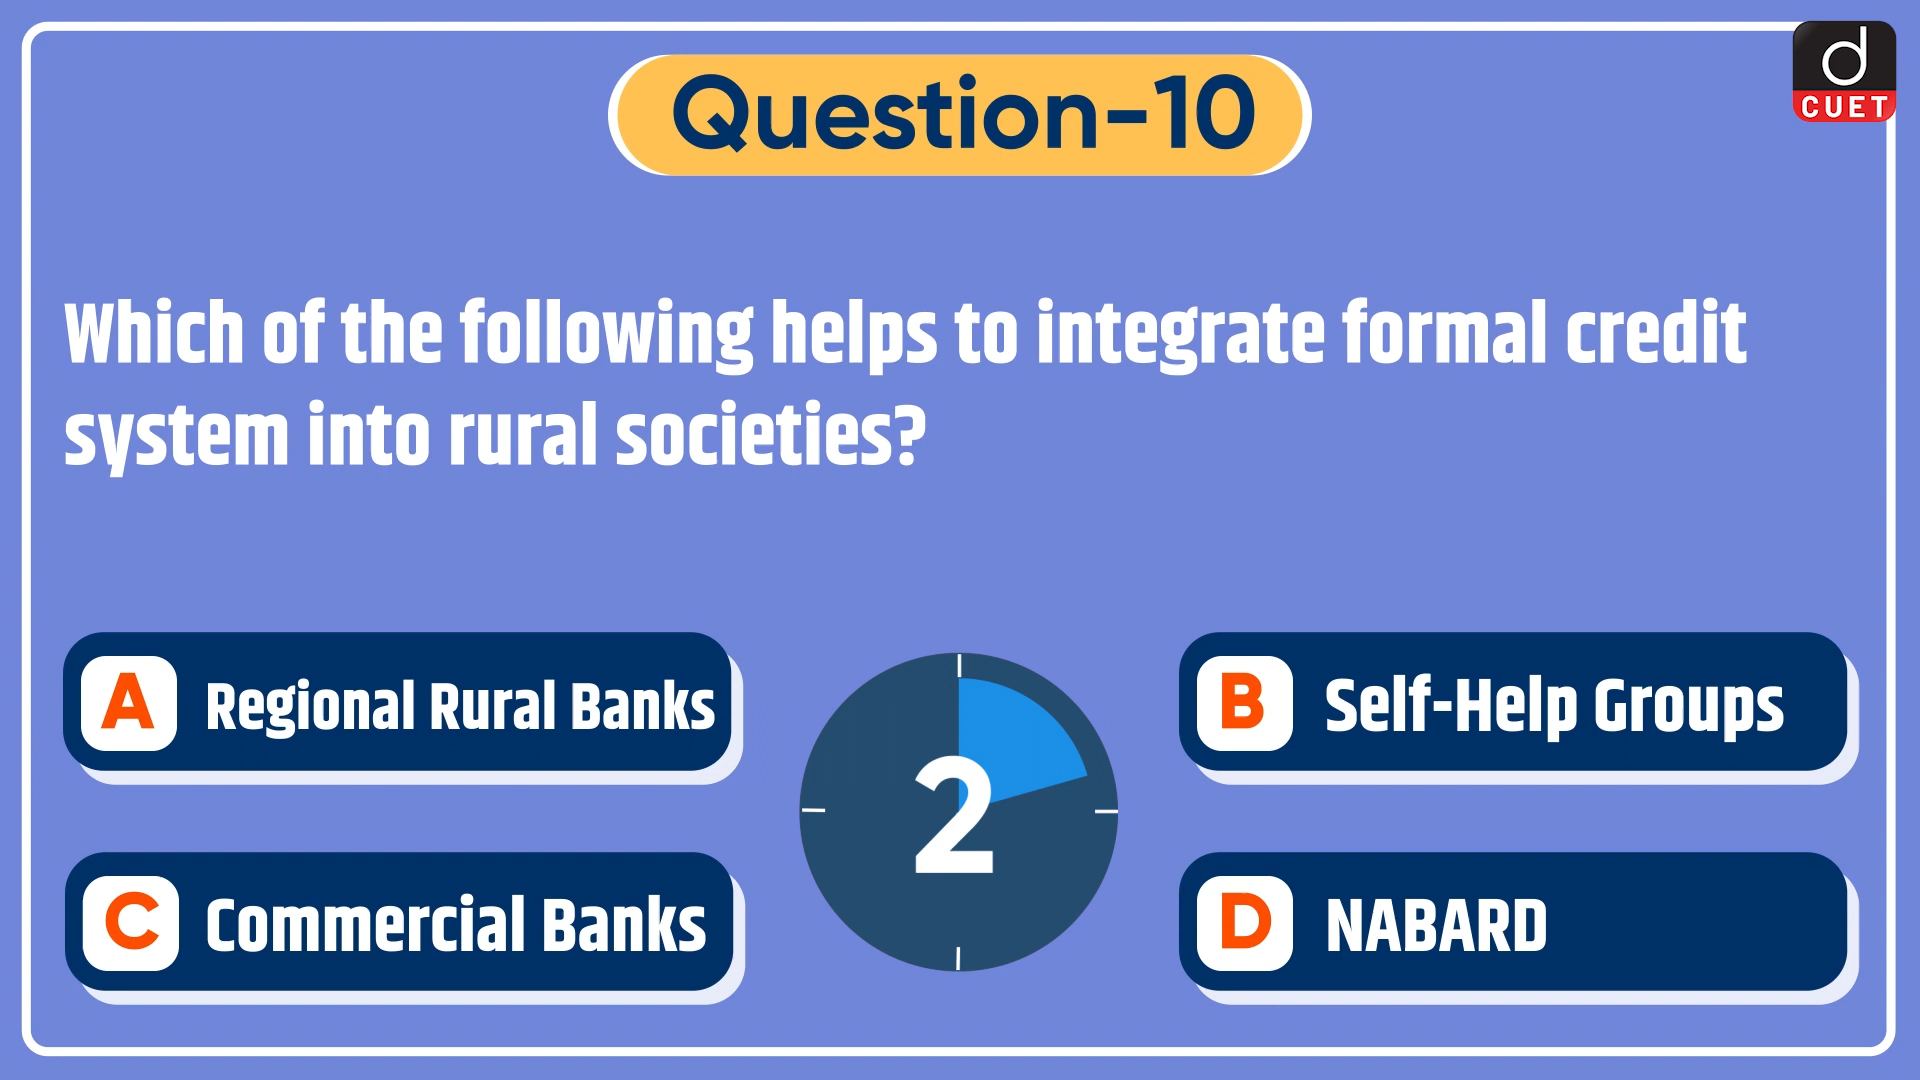 d
CUET
Question-10
Which of the following helps to integrate formal credit
system into rural societies?
A Regional Rural Banks
B Self-Help Groups
2
C Commercial Banks
D NABARD